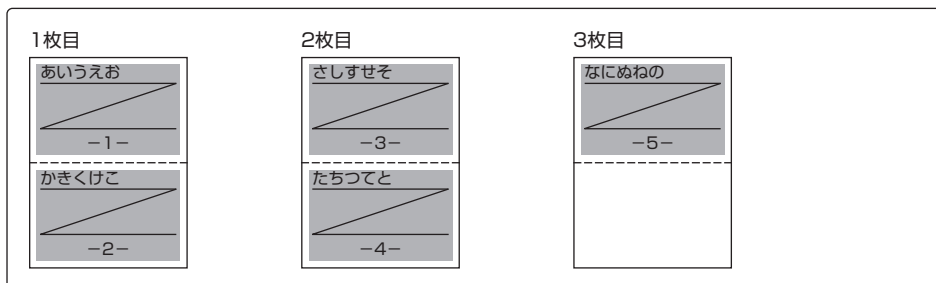 1枚目
あいうえお
−1−
かきくけこ
−2−
2枚目
さしすせそ
−3−
たちつてと
−4−
3枚目
なにぬねの
−5−